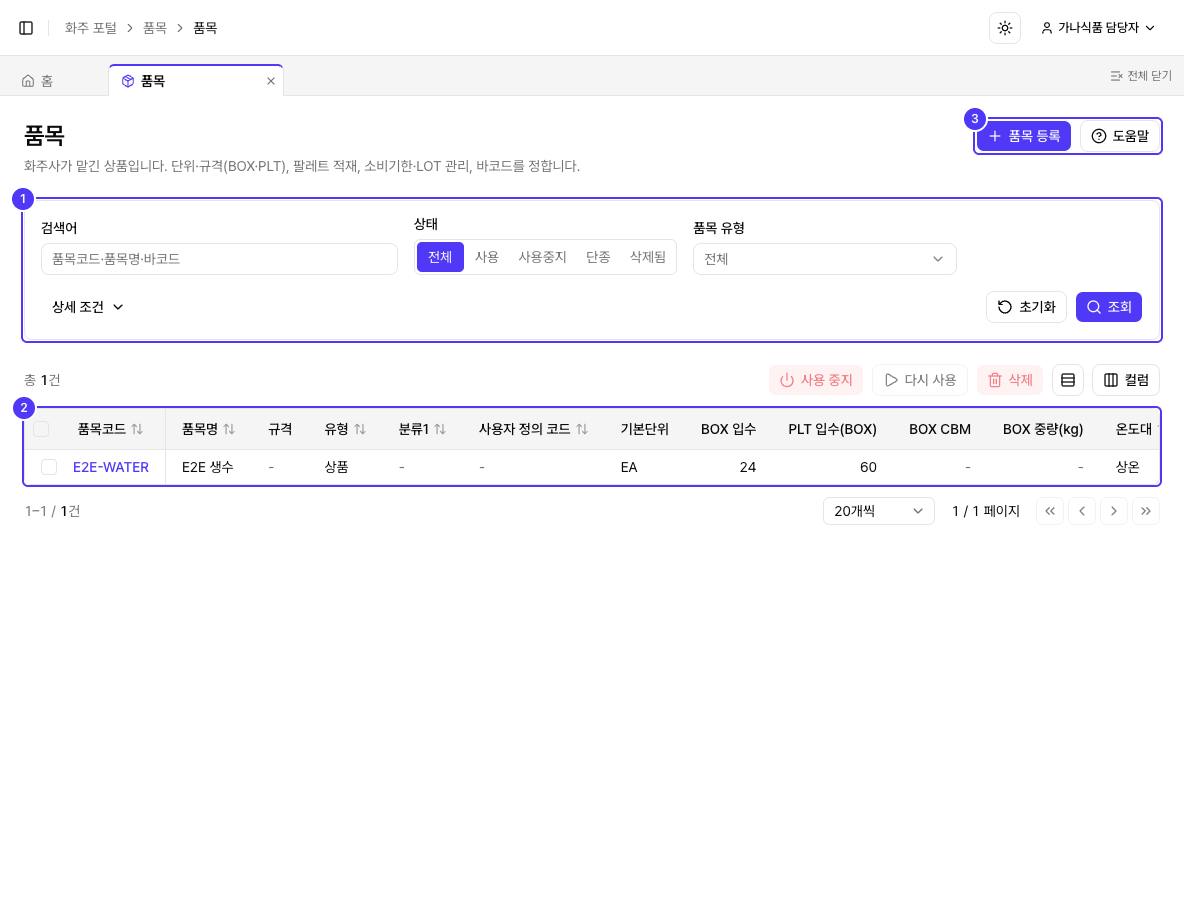 화주 포털 > 품목 > 품목
가나식품 담당자
홈
품목
전체 닫기
품목
화주사가 맡긴 상품입니다. 단위·규격(BOX·PLT), 팔레트 적재, 소비기한·LOT 관리, 바코드를 정합니다.
3
품목 등록
도움말
1
검색어
상태
품목 유형
품목코드·품목명·바코드
전체 사용 사용중지 단종 삭제됨
전체
상세 조건
초기화
조회
총 1건
사용 중지
다시 사용
삭제
컬럼
2
품목코드 품목명 규격 유형 분류1 사용자 정의 코드 기본단위 BOX 입수 PLT 입수(BOX) BOX CBM BOX 중량(kg) 온도대
E2E-WATER E2E 생수 - 상품 - - EA 24 60 - - 상온
1–1 / 1건
20개씩
1 / 1 페이지